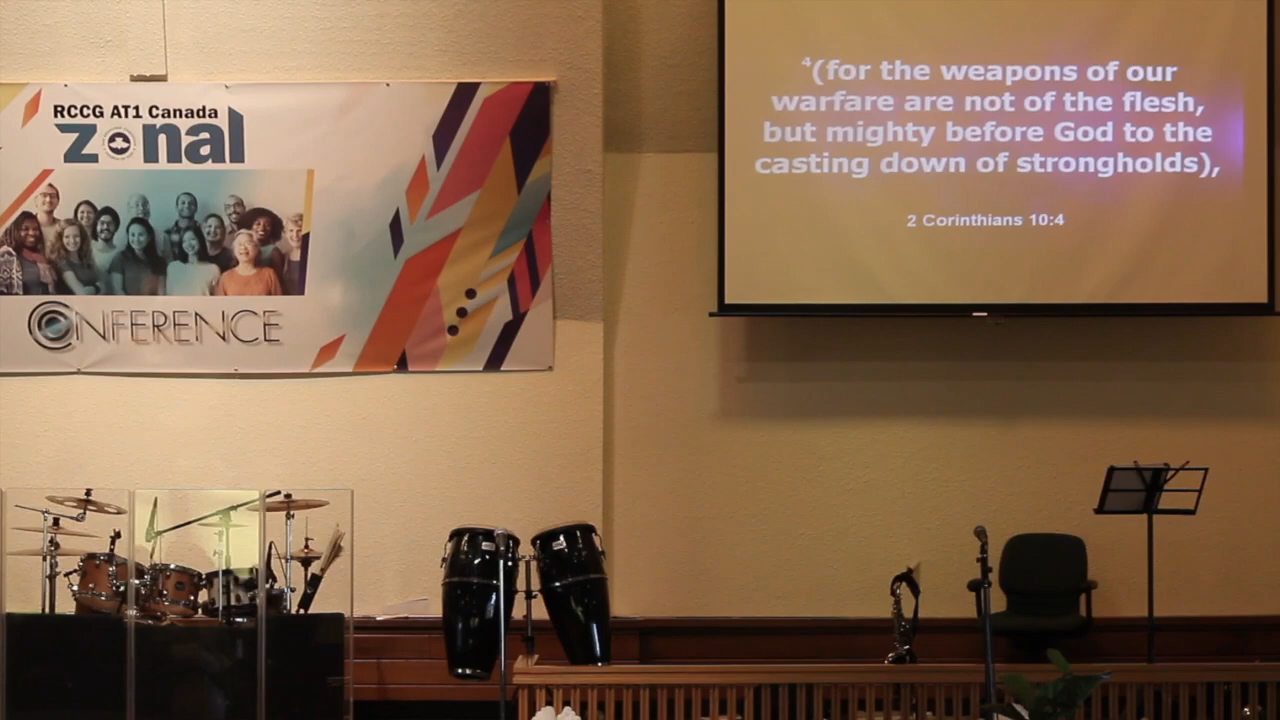 RCCG AT1 Canada
zonal
CONFERENCE
4(for the weapons of our
warfare are not of the flesh,
but mighty before God to the
casting down of strongholds),
2 Corinthians 10:4